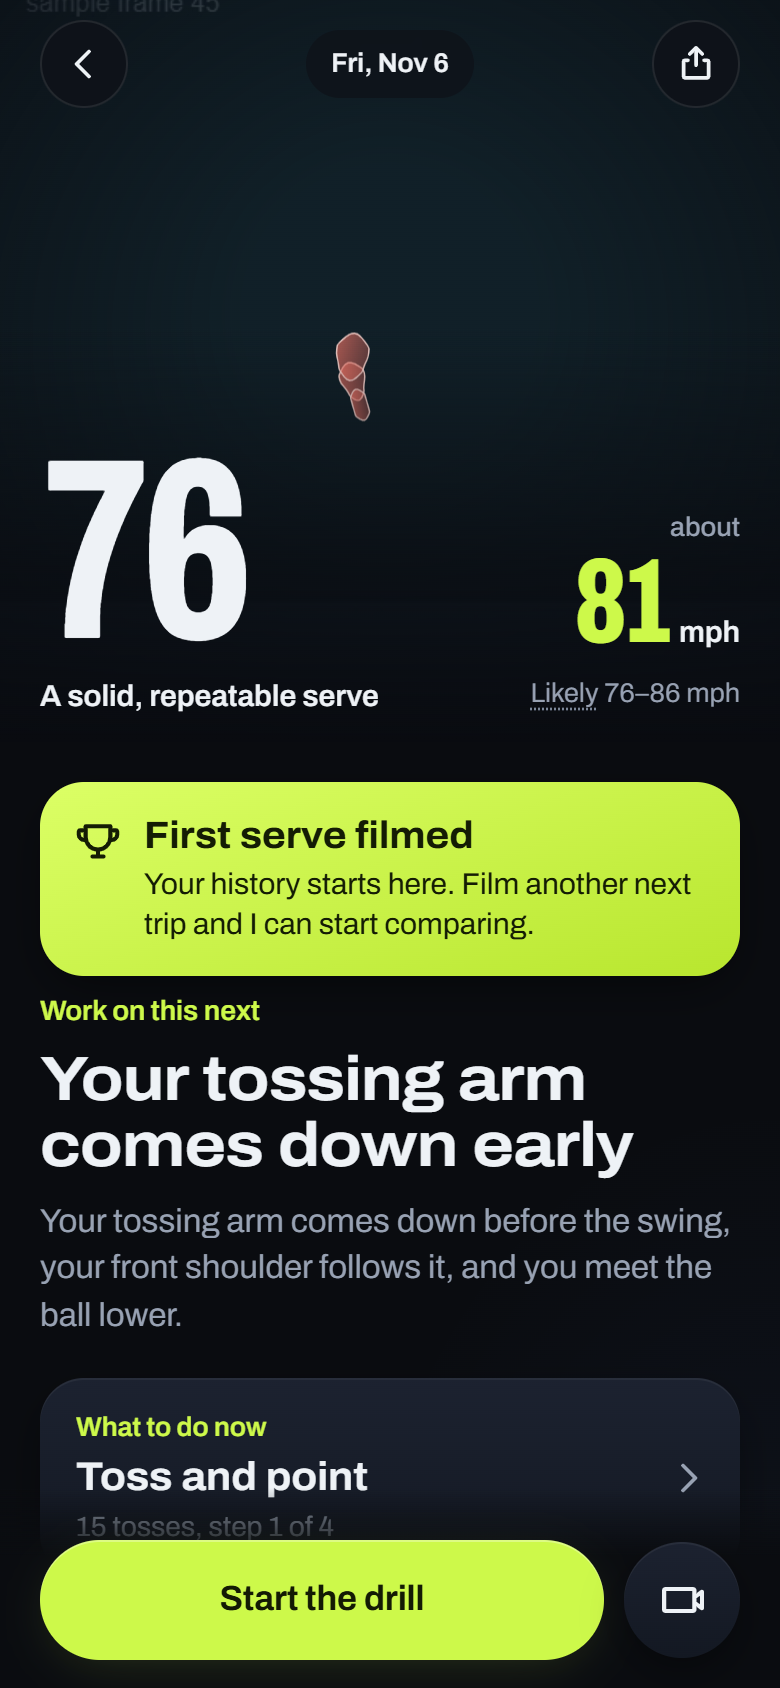 sample frame 45
Fri, Nov 6
76
about
81 mph
A solid, repeatable serve
Likely 76–86 mph
First serve filmed
Your history starts here. Film another next
trip and I can start comparing.
Work on this next
Your tossing arm
comes down early
Your tossing arm comes down before the swing,
your front shoulder follows it, and you meet the
ball lower.
What to do now
Toss and point
15 tosses, step 1 of 4
Start the drill